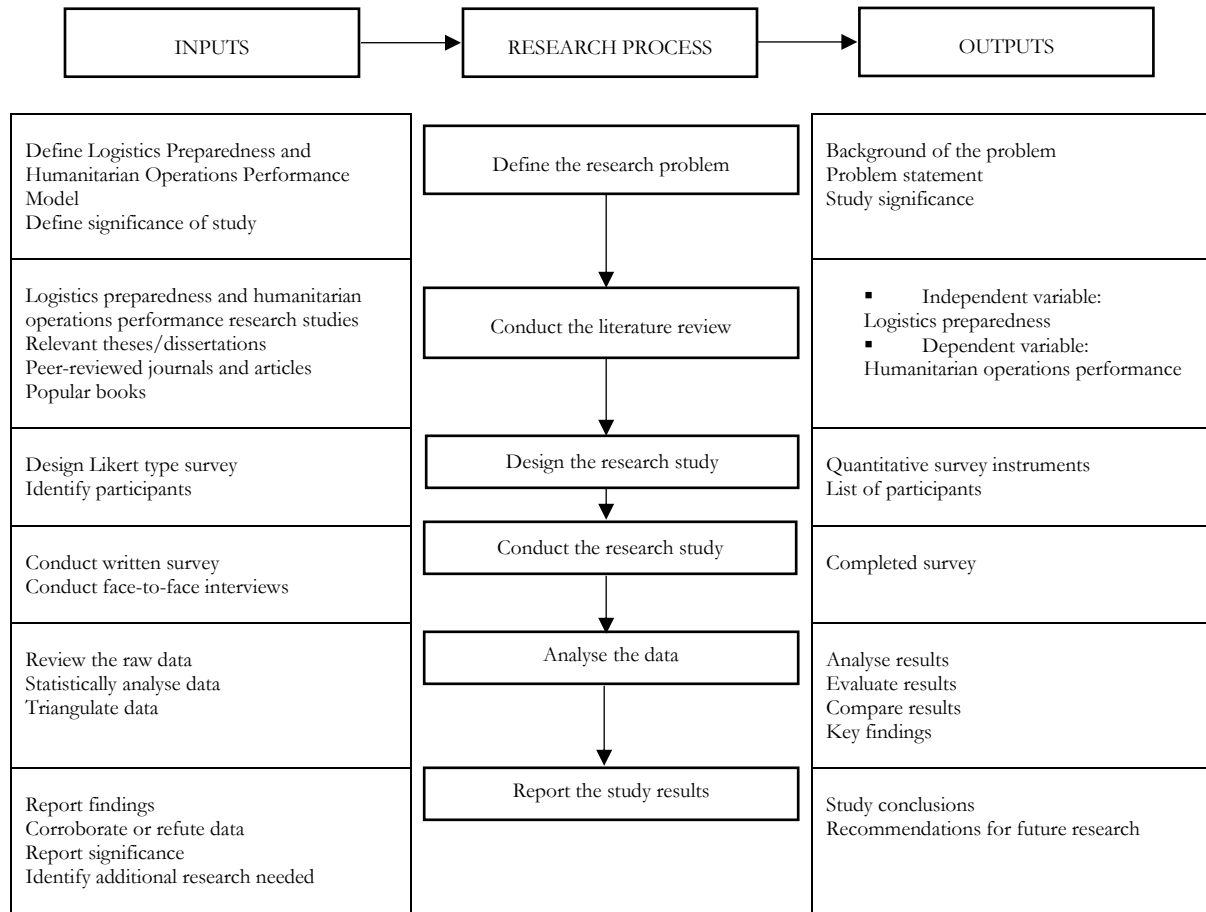 INPUTS
RESEARCH PROCESS
OUTPUTS
Define Logistics Preparedness and
Humanitarian Operations Performance
Model
Define significance of study
Define the research problem
Background of the problem
Problem statement
Study significance
Logistics preparedness and humanitarian
operations performance research studies
Relevant theses/dissertations
Peer-reviewed journals and articles
Popular books
Conduct the literature review
▪ Independent variable:
Logistics preparedness
▪ Dependent variable:
Humanitarian operations performance
Design Likert type survey
Identify participants
Design the research study
Quantitative survey instruments
List of participants
Conduct written survey
Conduct face-to-face interviews
Conduct the research study
Completed survey
Review the raw data
Statistically analyse data
Triangulate data
Analyse the data
Analyse results
Evaluate results
Compare results
Key findings
Report findings
Corroborate or refute data
Report significance
Identify additional research needed
Report the study results
Study conclusions
Recommendations for future research